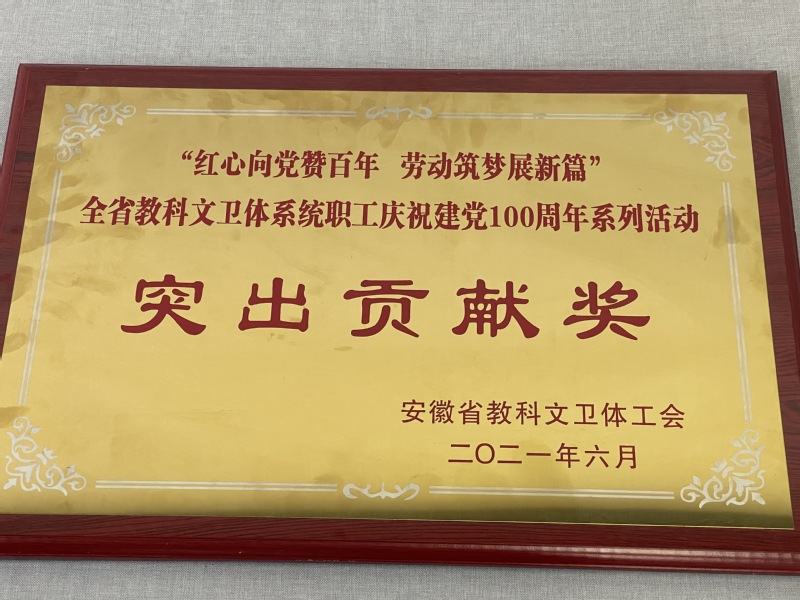 “红心向党赞百年 劳动筑梦展新篇”
全省教科文卫体系统职工庆祝建党100周年系列活动
突出贡献奖
安徽省教科文卫体工会
二〇二一年六月